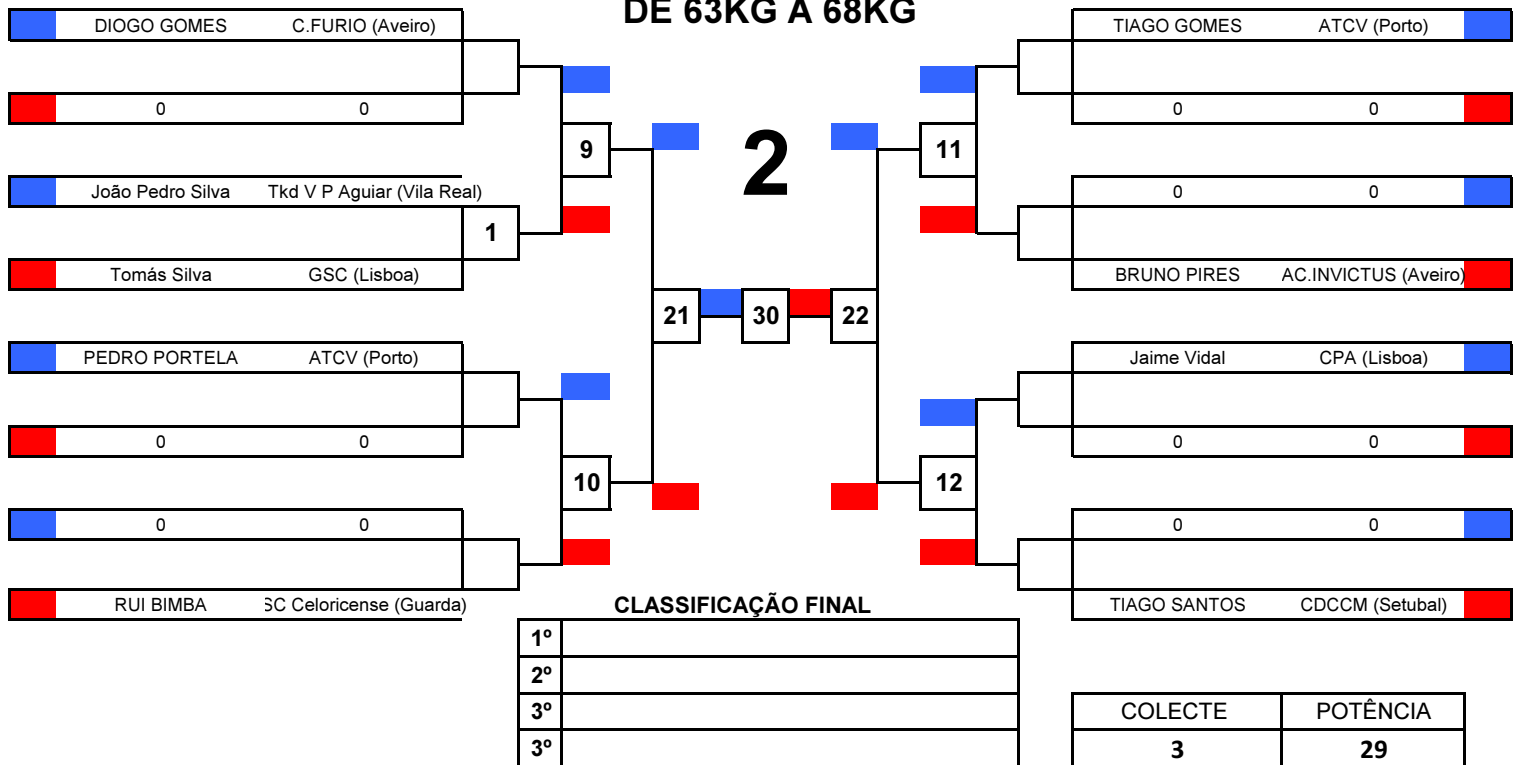 DE 63KG A 68KG
DIOGO GOMES C.FURIO (Aveiro)
TIAGO GOMES ATCV (Porto)
0 0
0 0
9
2
11
João Pedro Silva Tkd V P Aguiar (Vila Real)
0 0
1
Tomás Silva GSC (Lisboa)
BRUNO PIRES AC.INVICTUS (Aveiro)
21 30 22
PEDRO PORTELA ATCV (Porto)
Jaime Vidal CPA (Lisboa)
0 0
0 0
10
12
0 0
0 0
RUI BIMBA SC Celoricense (Guarda)
CLASSIFICAÇÃO FINAL
TIAGO SANTOS CDCCM (Setubal)
1º
2º
3º
COLECTE POTÊNCIA
3º
3 29